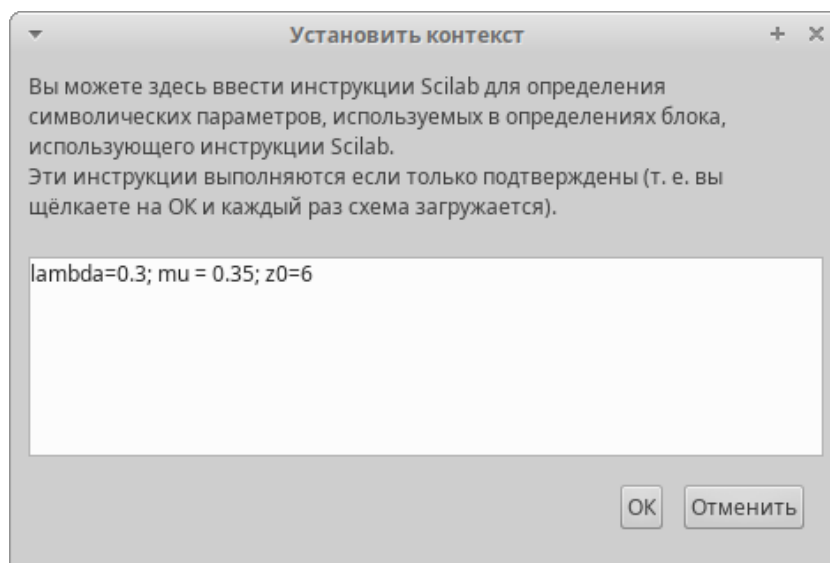 Установить контекст
Вы можете здесь ввести инструкции Scilab для определения
символических параметров, используемых в определениях блока,
использующего инструкции Scilab.
Эти инструкции выполняются если только подтверждены (т. е. вы
щёлкаете на ОК и каждый раз схема загружается).
lambda=0.3; mu = 0.35; z0=6
ОК
Отменить